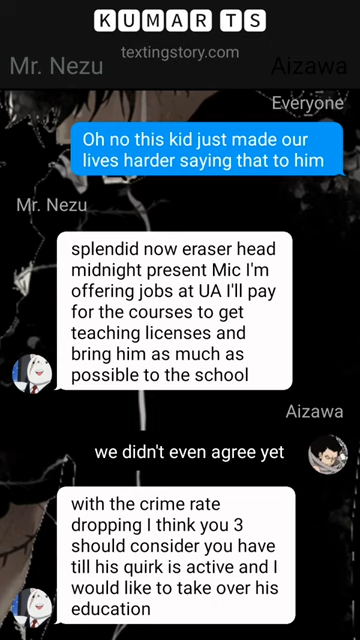 KUMAR TS
textingstory.com
Mr. Nezu
Aizawa
Everyone
Oh no this kid just made our
lives harder saying that to him
Mr. Nezu
splendid now eraser head
midnight present Mic I'm
offering jobs at UA I'll pay
for the courses to get
teaching licenses and
bring him as much as
possible to the school
Aizawa
we didn't even agree yet
with the crime rate
dropping I think you 3
should consider you have
till his quirk is active and I
would like to take over his
education